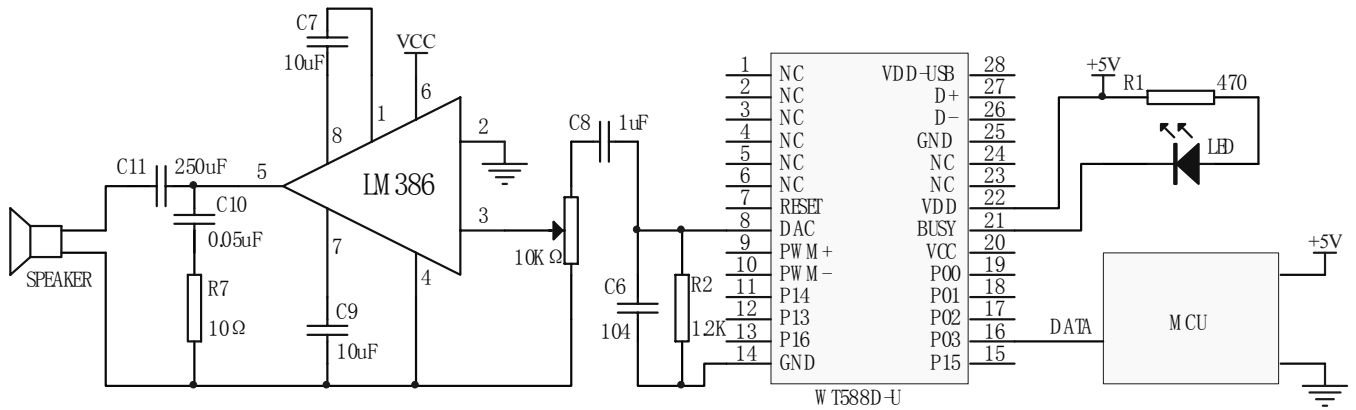 C7
10uF
VCC
6
1
8
2
C8
1uF
C11
250uF
5
LM386
C10
0.05uF
3
7
10KΩ
4
SPEAKER
R7
10Ω
C9
10uF
C6
104
R2
1.2K
1 NC VDD-USB 28
2 NC D+ 27
3 NC D- 26
4 NC GND 25
5 NC NC 24
6 NC NC 23
7 RESET VDD 22
8 DAC BUSY 21
9 PWM+ VCC 20
10 PWM- P00 19
11 P14 P01 18
12 P13 P02 17
13 P16 P03 16
14 GND P15 15
WT588D-U
+5V
R1
470
LED
+5V
DATA
MCU